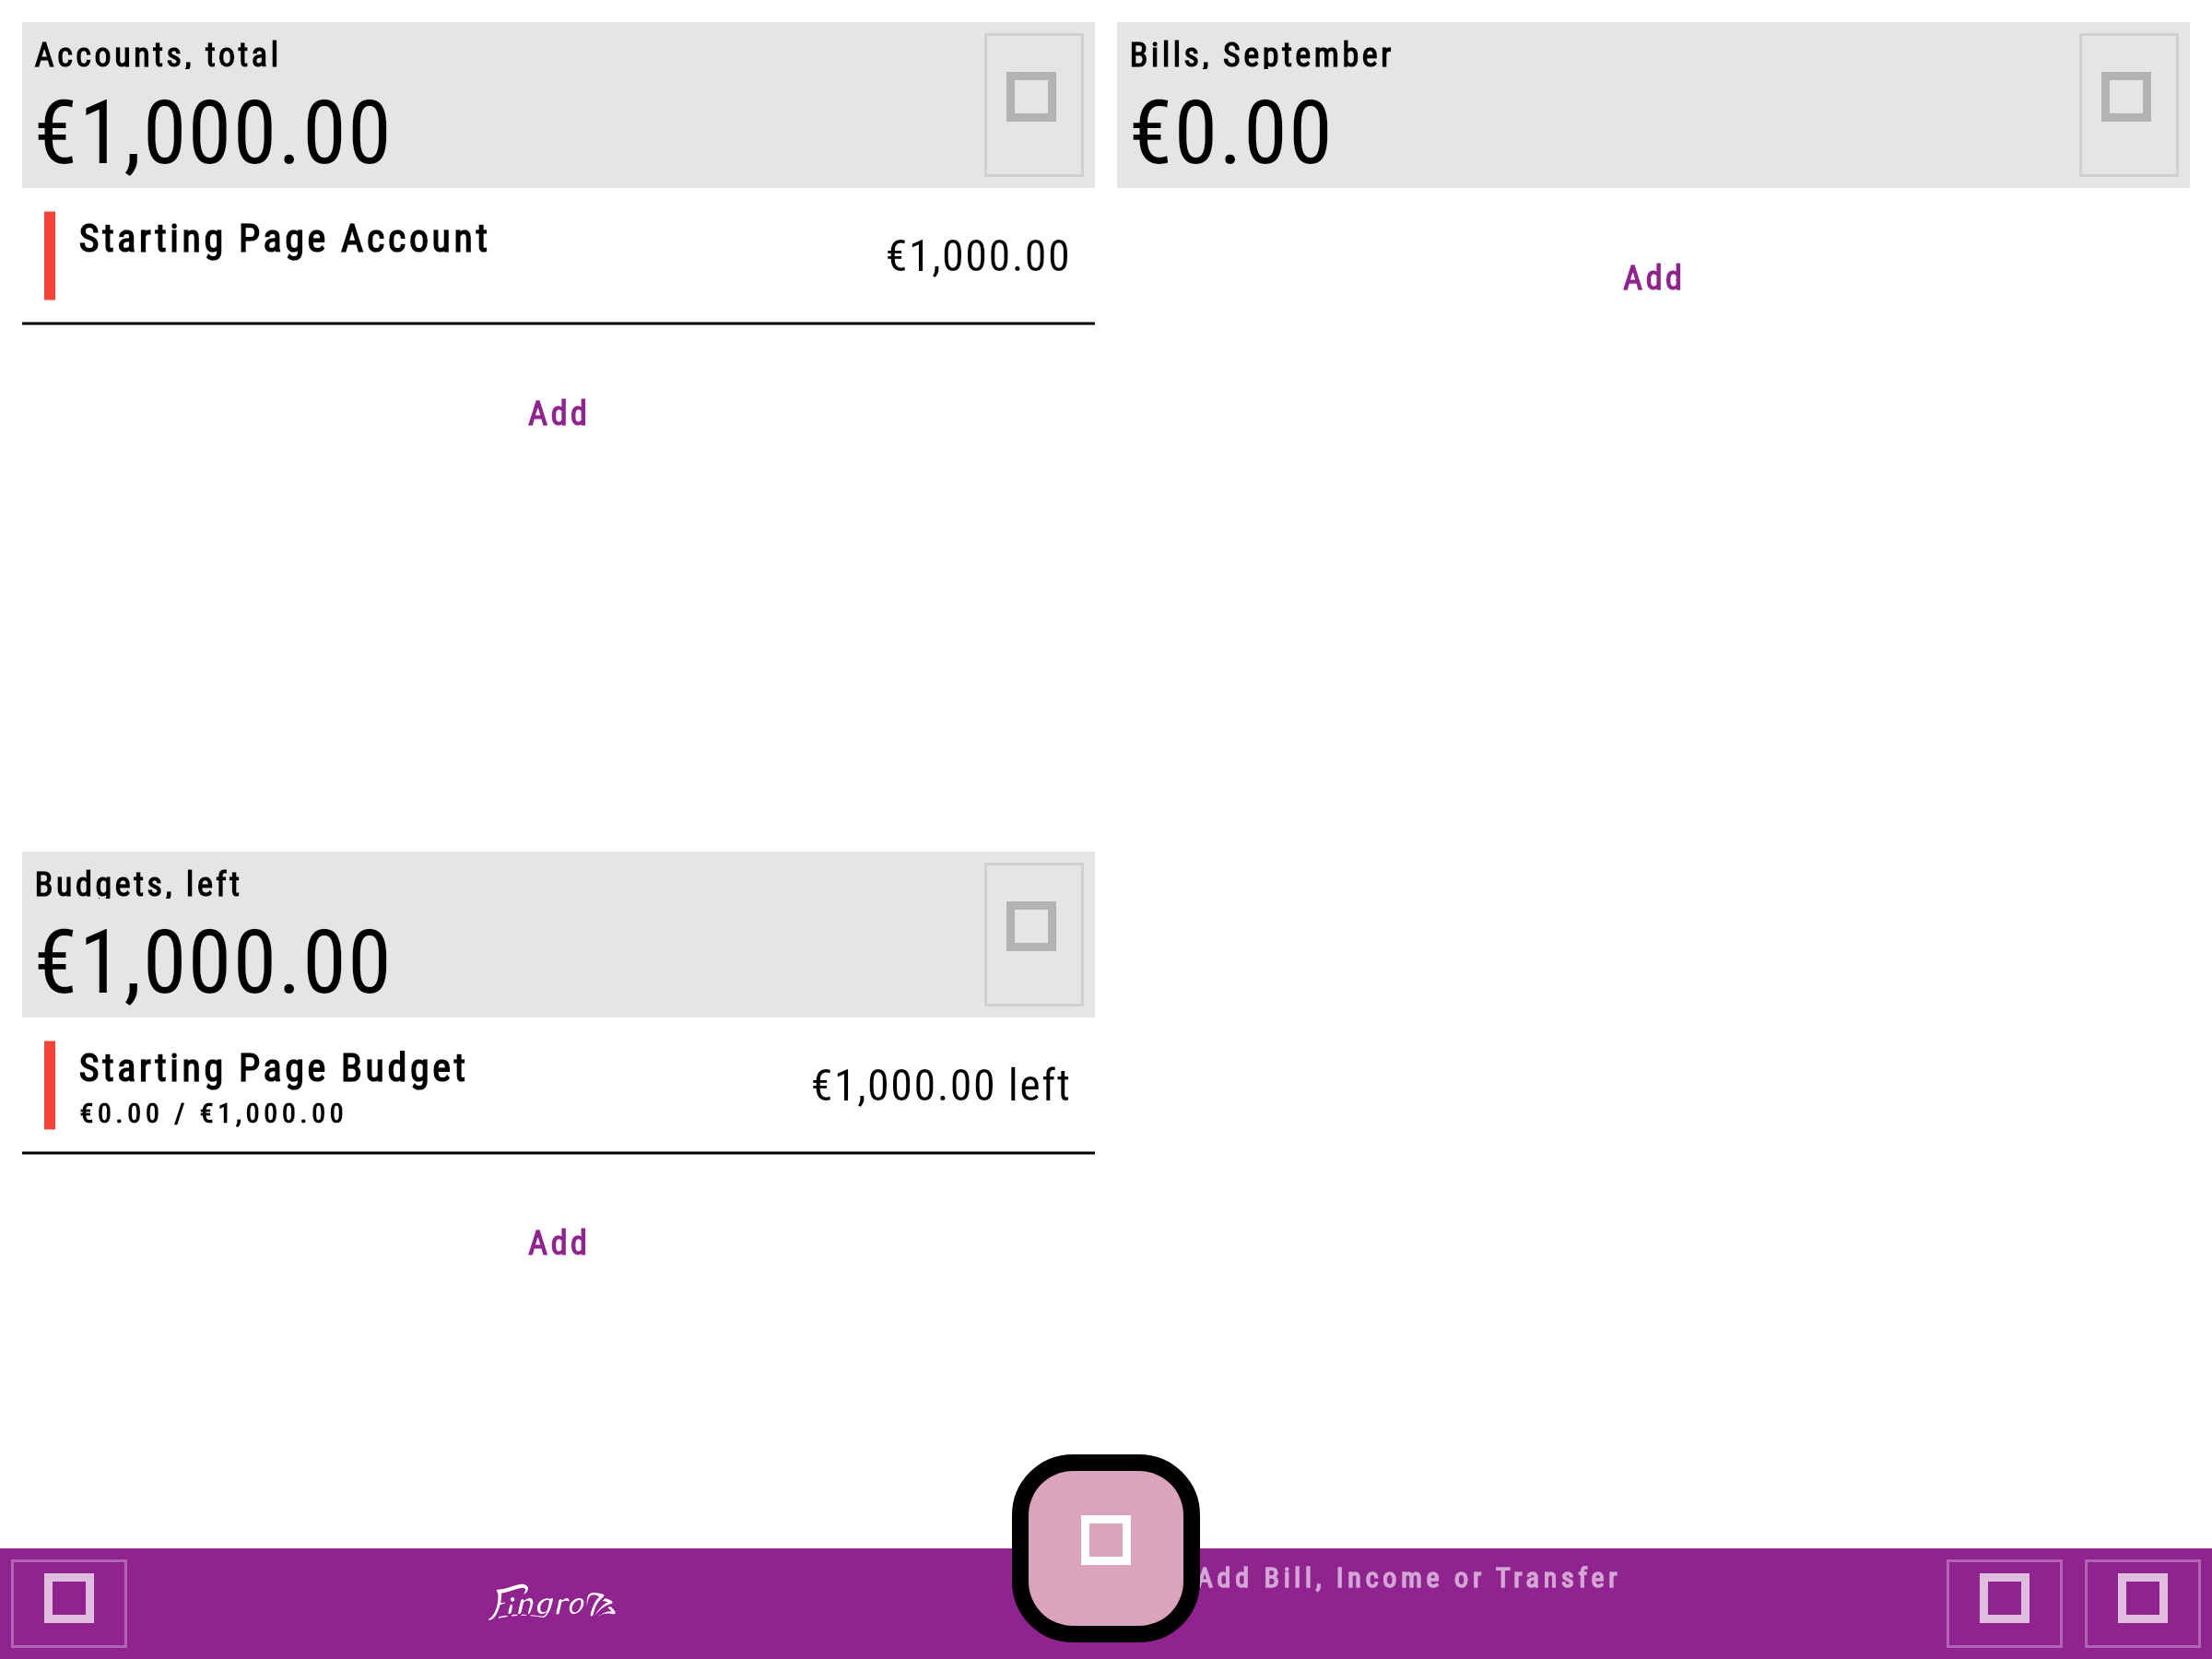 Accounts, total
€1,000.00
Starting Page Account
€1,000.00
Add
Bills, September
€0.00
Add
Budgets, left
€1,000.00
Starting Page Budget
€0.00 / €1,000.00
€1,000.00 left
Add
Add Bill, Income or Transfer